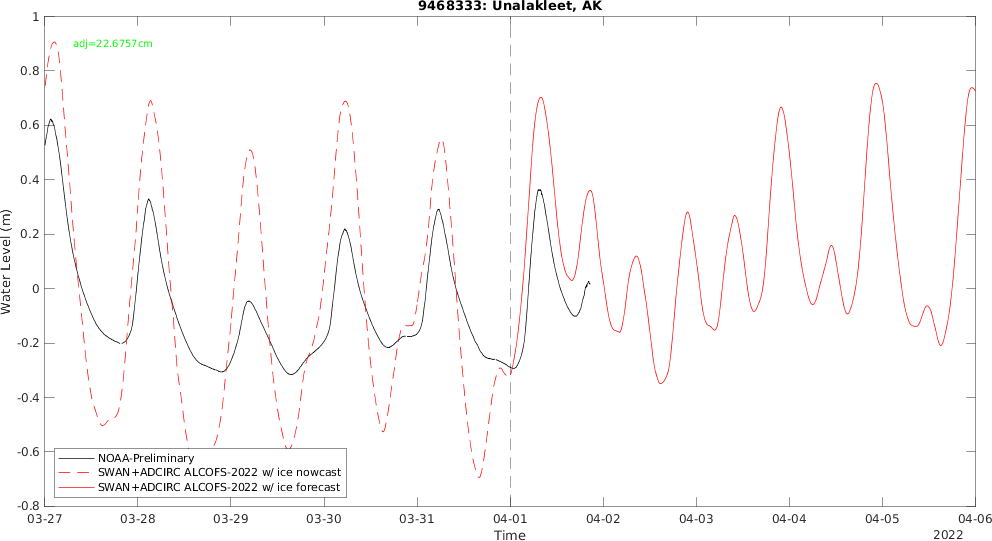 9468333: Unalakleet, AK
adj=22.6757cm
Water Level (m)
1
0.8
0.6
0.4
0.2
0
-0.2
-0.4
-0.6
-0.8
NOAA-Preliminary
SWAN+ADCIRC ALCOFS-2022 w/ ice nowcast
SWAN+ADCIRC ALCOFS-2022 w/ ice forecast
03-27 03-28 03-29 03-30 03-31 04-01 04-02 04-03 04-04 04-05 04-06
Time
2022